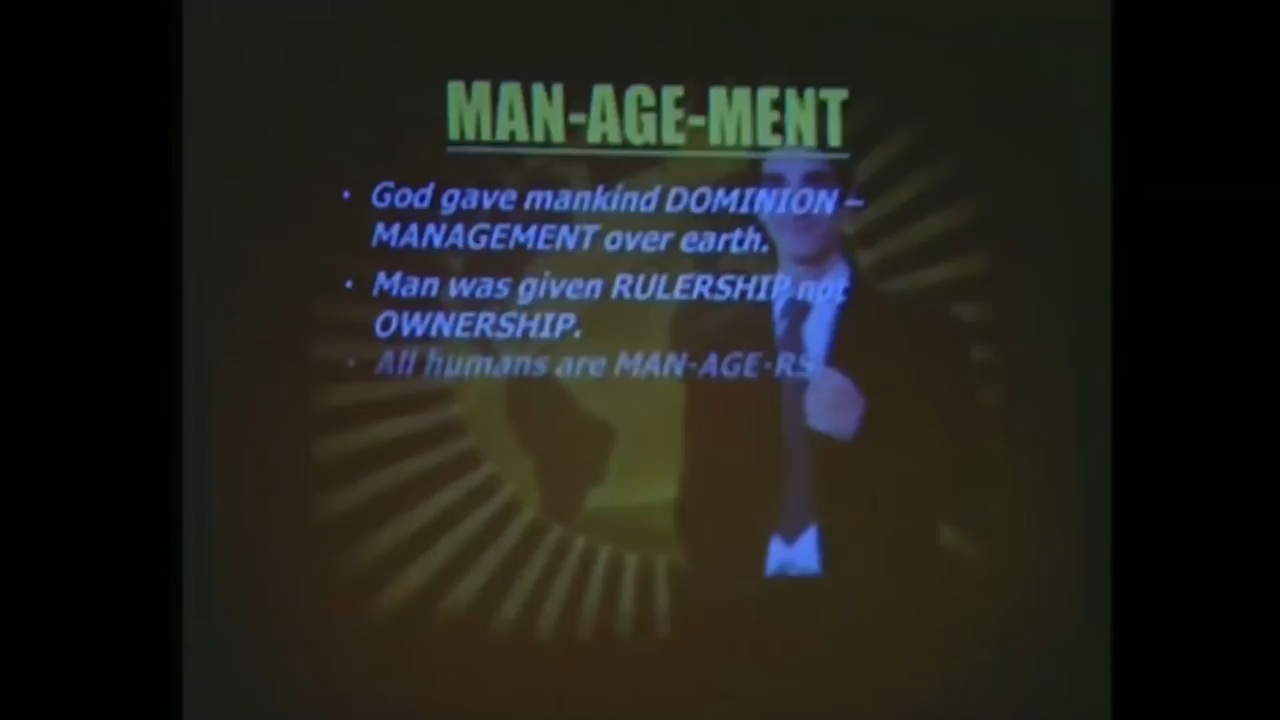 MAN-AGE-MENT
· God gave mankind DOMINION –
MANAGEMENT over earth.
· Man was given RULERSHIP not
OWNERSHIP.
· All humans are MAN-AGE-RS